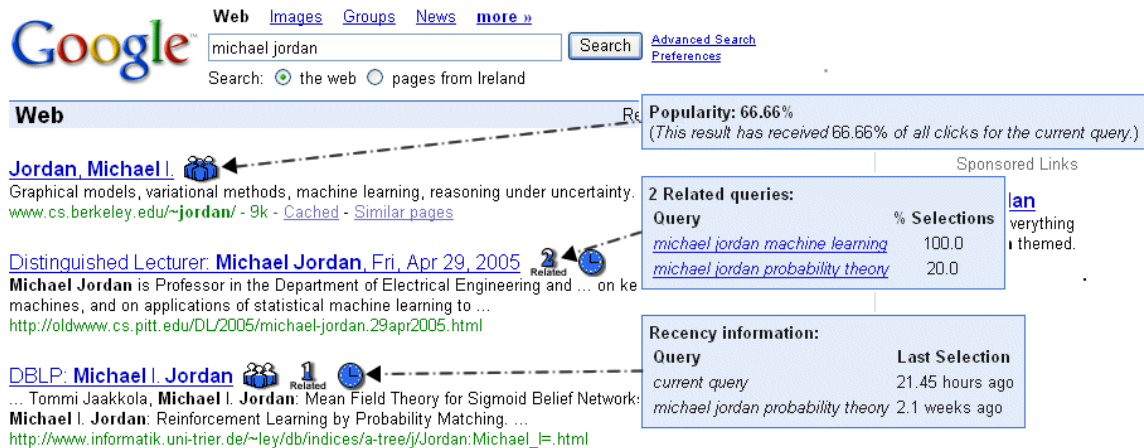 Google™
Web Images Groups News more »
michael jordan
Search
Advanced Search
Preferences
Search: the web pages from Ireland
Web
Popularity: 66.66%
(This result has received 66.66% of all clicks for the current query.)
Sponsored Links
Jordan, Michael I.
Graphical models, variational methods, machine learning, reasoning under uncertainty.
www.cs.berkeley.edu/~jordan/ - 9k - Cached - Similar pages
2 Related queries:
Query % Selections
michael jordan machine learning 100.0
michael jordan probability theory 20.0
verything
themed.
Distinguished Lecturer: Michael Jordan, Fri, Apr 29, 2005 2 Related
Michael Jordan is Professor in the Department of Electrical Engineering and ... on ke
machines, and on applications of statistical machine learning to ...
http://oldwww.cs.pitt.edu/DL/2005/michael-jordan.29apr2005.html
Recency information:
Query Last Selection
current query 21.45 hours ago
michael jordan probability theory 2.1 weeks ago
DBLP: Michael I. Jordan 1 Related
... Tommi Jaakkola, Michael I. Jordan: Mean Field Theory for Sigmoid Belief Network
Michael I. Jordan: Reinforcement Learning by Probability Matching. ...
http://www.informatik.uni-trier.de/~ley/db/indices/a-tree/j/Jordan:Michael_I=.html